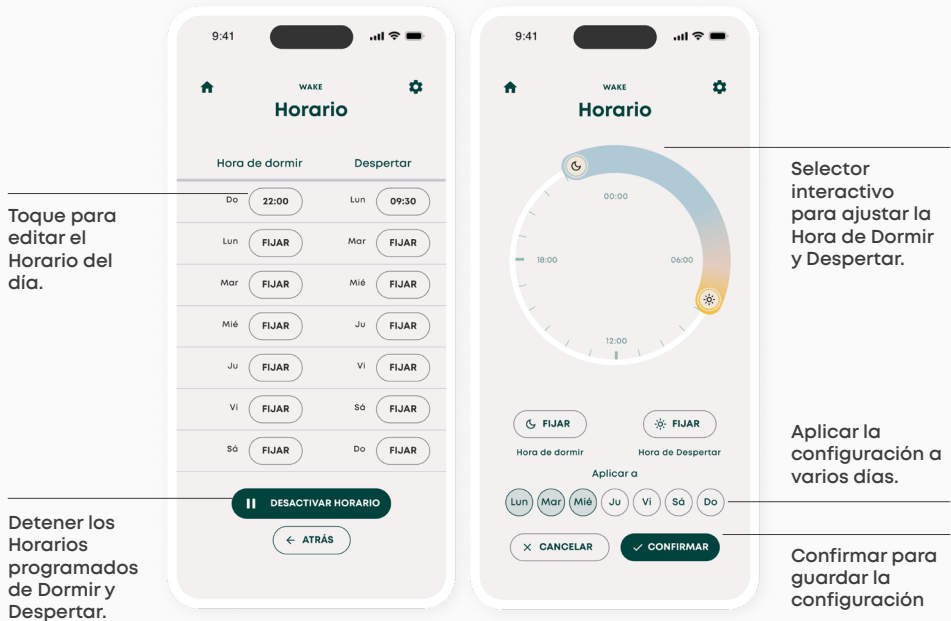 Toque para
editar el
Horario del
día.
Detener los
Horarios
programados
de Dormir y
Despertar.
9:41
WAKE
Horario
Hora de dormir Despertar
Do 22:00 Lun 09:30
Lun FIJAR Mar FIJAR
Mar FIJAR Mié FIJAR
Mié FIJAR Ju FIJAR
Ju FIJAR Vi FIJAR
Vi FIJAR Sá FIJAR
Sá FIJAR Do FIJAR
DESACTIVAR HORARIO
ATRÁS
9:41
WAKE
Horario
00:00
18:00 06:00
12:00
FIJAR FIJAR
Hora de dormir Hora de Despertar
Aplicar a
Lun Mar Mié Ju Vi Sá Do
CANCELAR CONFIRMAR
Selector
interactivo
para ajustar la
Hora de Dormir
y Despertar.
Aplicar la
configuración a
varios días.
Confirmar para
guardar la
configuración